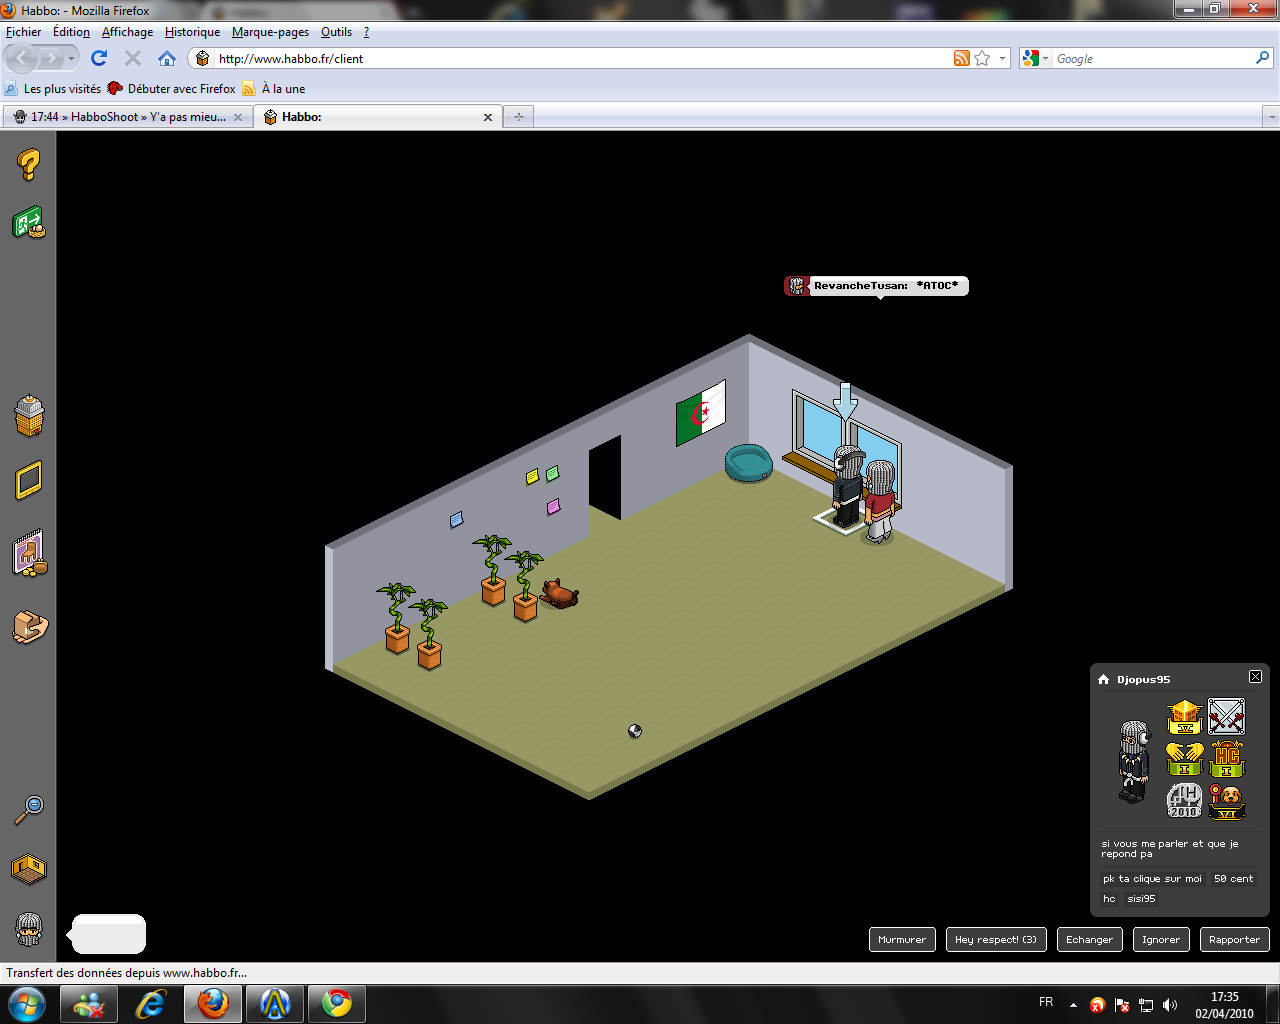 Habbo: - Mozilla Firefox
Fichier Édition Affichage Historique Marque-pages Outils ?
http://www.habbo.fr/client
Google
Les plus visités Débuter avec Firefox À la une
17:44 » HabboShoot » Y'a pas mieu... Habbo:
RevancheTusan: *ATOC*
Djopus95
HC
I
I
H
2010
si vous me parler et que je
repond pa
pk ta clique sur moi 50 cent
hc sisi95
Murmurer Hey respect! (3) Echanger Ignorer Rapporter
Transfert des données depuis www.habbo.fr...
FR
17:35
02/04/2010